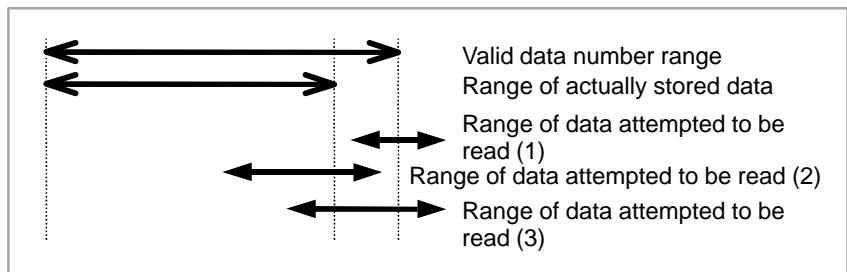 Valid data number range
Range of actually stored data
Range of data attempted to be
read (1)
Range of data attempted to be read (2)
Range of data attempted to be
read (3)